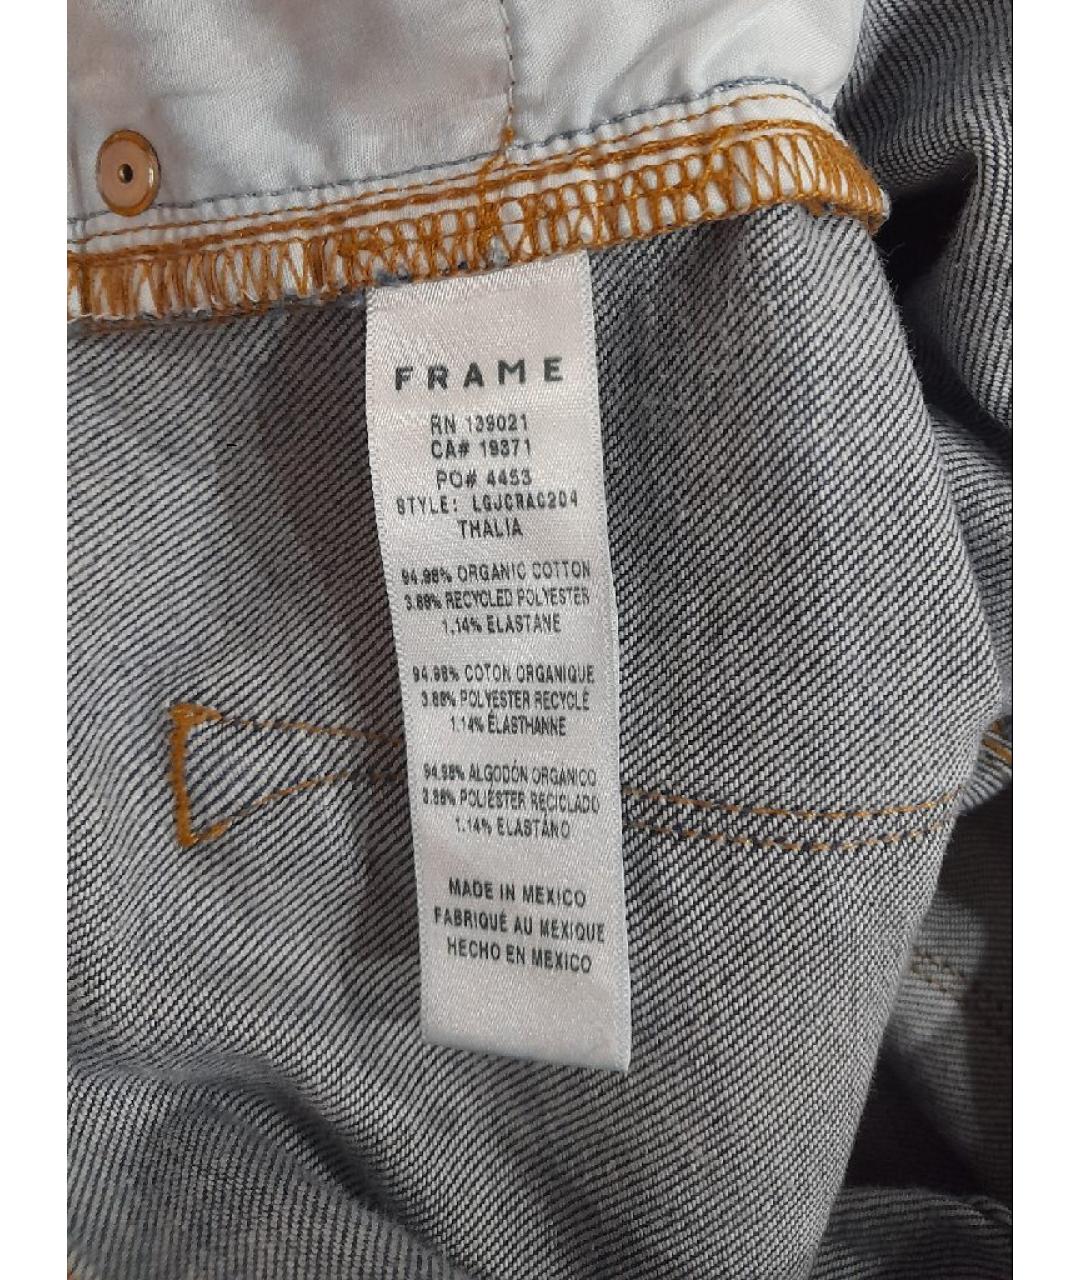 FRAME
RN 139021
CA# 19371
PO# 4453
STYLE: LGJCRAC204
THALIA
94.98% ORGANIC COTTON
3.88% RECYCLED POLYESTER
1.14% ELASTANE
94.98% COTON ORGANIQUE
3.88% POLYESTER RECYCLÉ
1.14% ÉLASTHANNE
94.98% ALGODÓN ORGÁNICO
3.88% POLIÉSTER RECICLADO
1.14% ELASTANO
MADE IN MEXICO
FABRIQUÉ AU MEXIQUE
HECHO EN MEXICO